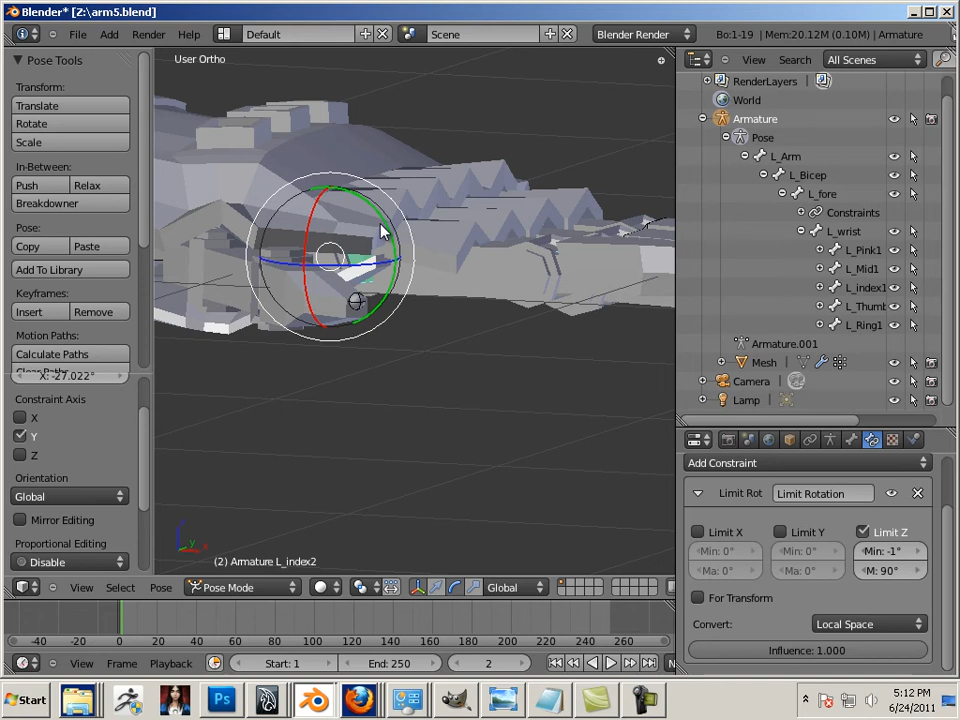 Blender* [Z:\arm5.blend]
File Add Render Help Default Scene Blender Render Bo:1-19 | Mem:20.12M (0.10M) | Armature
Pose Tools
Transform:
Translate
Rotate
Scale
In-Between:
Push Relax
Breakdowner
Pose:
Copy Paste
Add To Library
Keyframes:
Insert Remove
Motion Paths:
Calculate Paths
X: -27.022°
Constraint Axis
X
Y
Z
Orientation
Global
Mirror Editing
Proportional Editing
Disable
User Ortho
(2) Armature L_index2
View Select Pose Pose Mode Global
View Search All Scenes
RenderLayers
World
Armature
Pose
L_Arm
L_Bicep
L_fore
Constraints
L_wrist
L_Pink1
L_Mid1
L_index1
L_Thumb
L_Ring1
Armature.001
Mesh
Camera
Lamp
Add Constraint
Limit Rot Limit Rotation
Limit X Limit Y Limit Z
Min: 0° Min: 0° Min: -1°
Ma: 0° Ma: 0° M: 90°
For Transform
Convert: Local Space
Influence: 1.000
-40 -20 0 20 40 60 80 100 120 140 160 180 200 220 240 260
View Frame Playback Start: 1 End: 250 2
Start
5:12 PM
6/24/2011